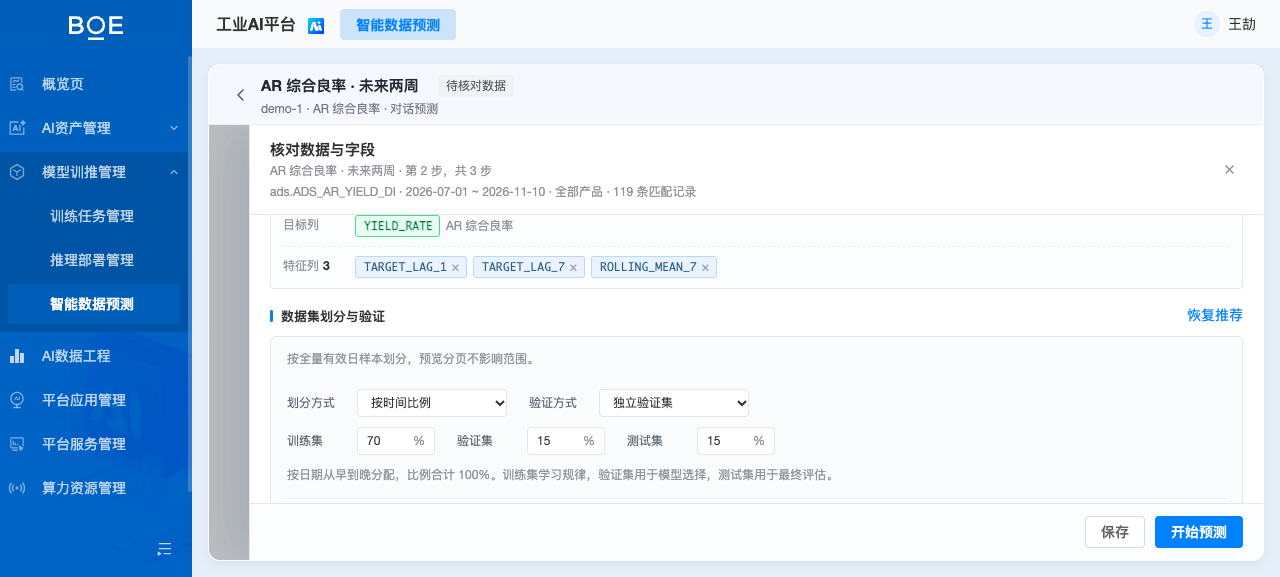 BOE
工业AI平台
智能数据预测
王
王劼
概览页
AI资产管理
模型训推管理
训练任务管理
推理部署管理
智能数据预测
AI数据工程
平台应用管理
平台服务管理
算力资源管理
AR 综合良率 · 未来两周 待核对数据
demo-1 · AR 综合良率 · 对话预测
核对数据与字段
AR 综合良率 · 未来两周 · 第 2 步，共 3 步
ads.ADS_AR_YIELD_DI · 2026-07-01 ~ 2026-11-10 · 全部产品 · 119 条匹配记录
目标列 YIELD_RATE AR 综合良率
特征列 3 TARGET_LAG_1 × TARGET_LAG_7 × ROLLING_MEAN_7 ×
数据集划分与验证 恢复推荐
按全量有效日样本划分，预览分页不影响范围。
划分方式 按时间比例 验证方式 独立验证集
训练集 70 % 验证集 15 % 测试集 15 %
按日期从早到晚分配，比例合计 100%。训练集学习规律，验证集用于模型选择，测试集用于最终评估。
保存 开始预测